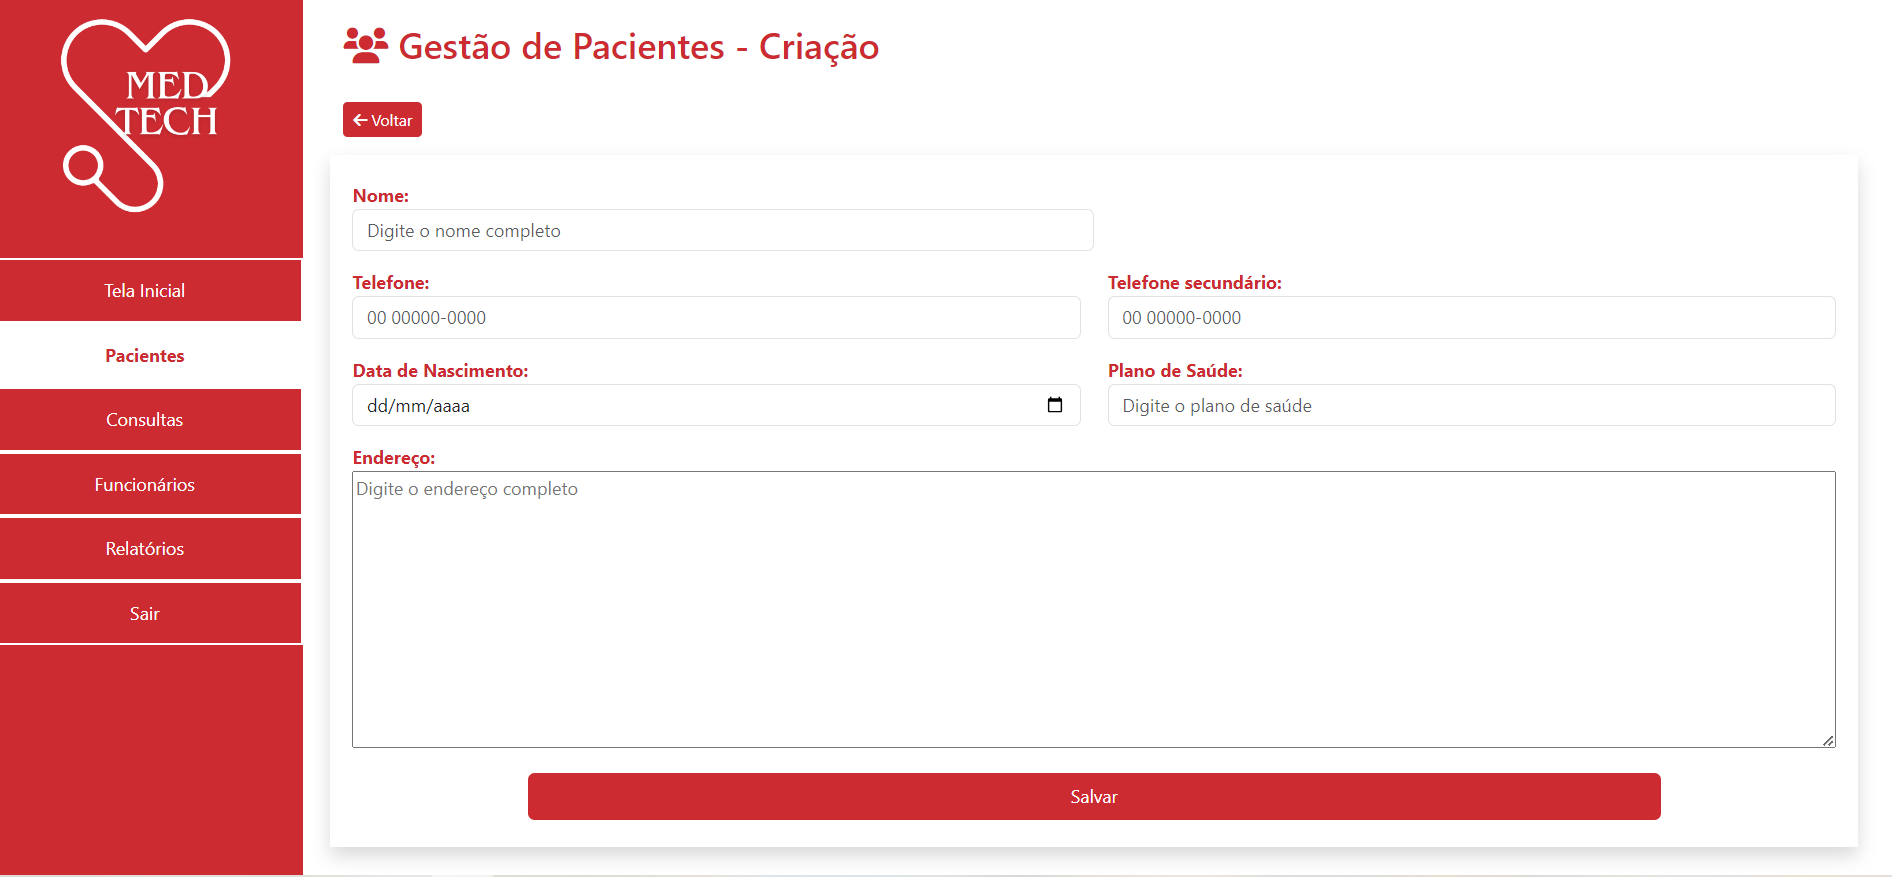 MED
TECH
Tela Inicial
Pacientes
Consultas
Funcionários
Relatórios
Sair
Gestão de Pacientes - Criação
Voltar
Nome:
Digite o nome completo
Telefone:
00 00000-0000
Telefone secundário:
00 00000-0000
Data de Nascimento:
dd/mm/aaaa
Plano de Saúde:
Digite o plano de saúde
Endereço:
Digite o endereço completo
Salvar